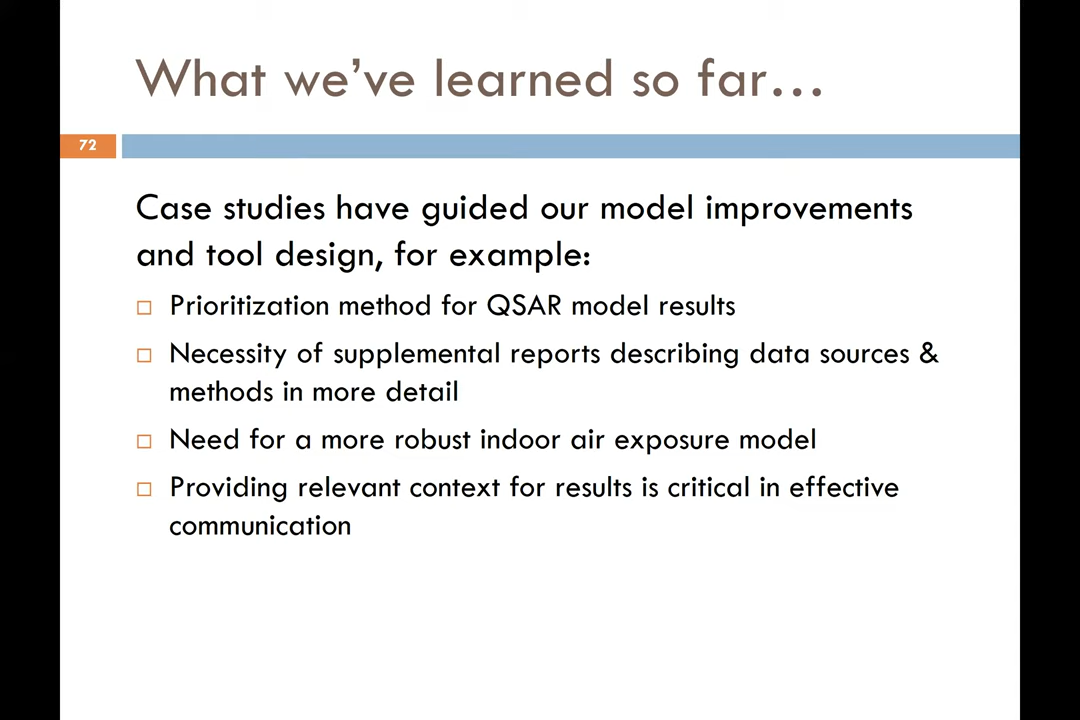 What we’ve learned so far…
72
Case studies have guided our model improvements
and tool design, for example:
Prioritization method for QSAR model results
Necessity of supplemental reports describing data sources &
methods in more detail
Need for a more robust indoor air exposure model
Providing relevant context for results is critical in effective
communication